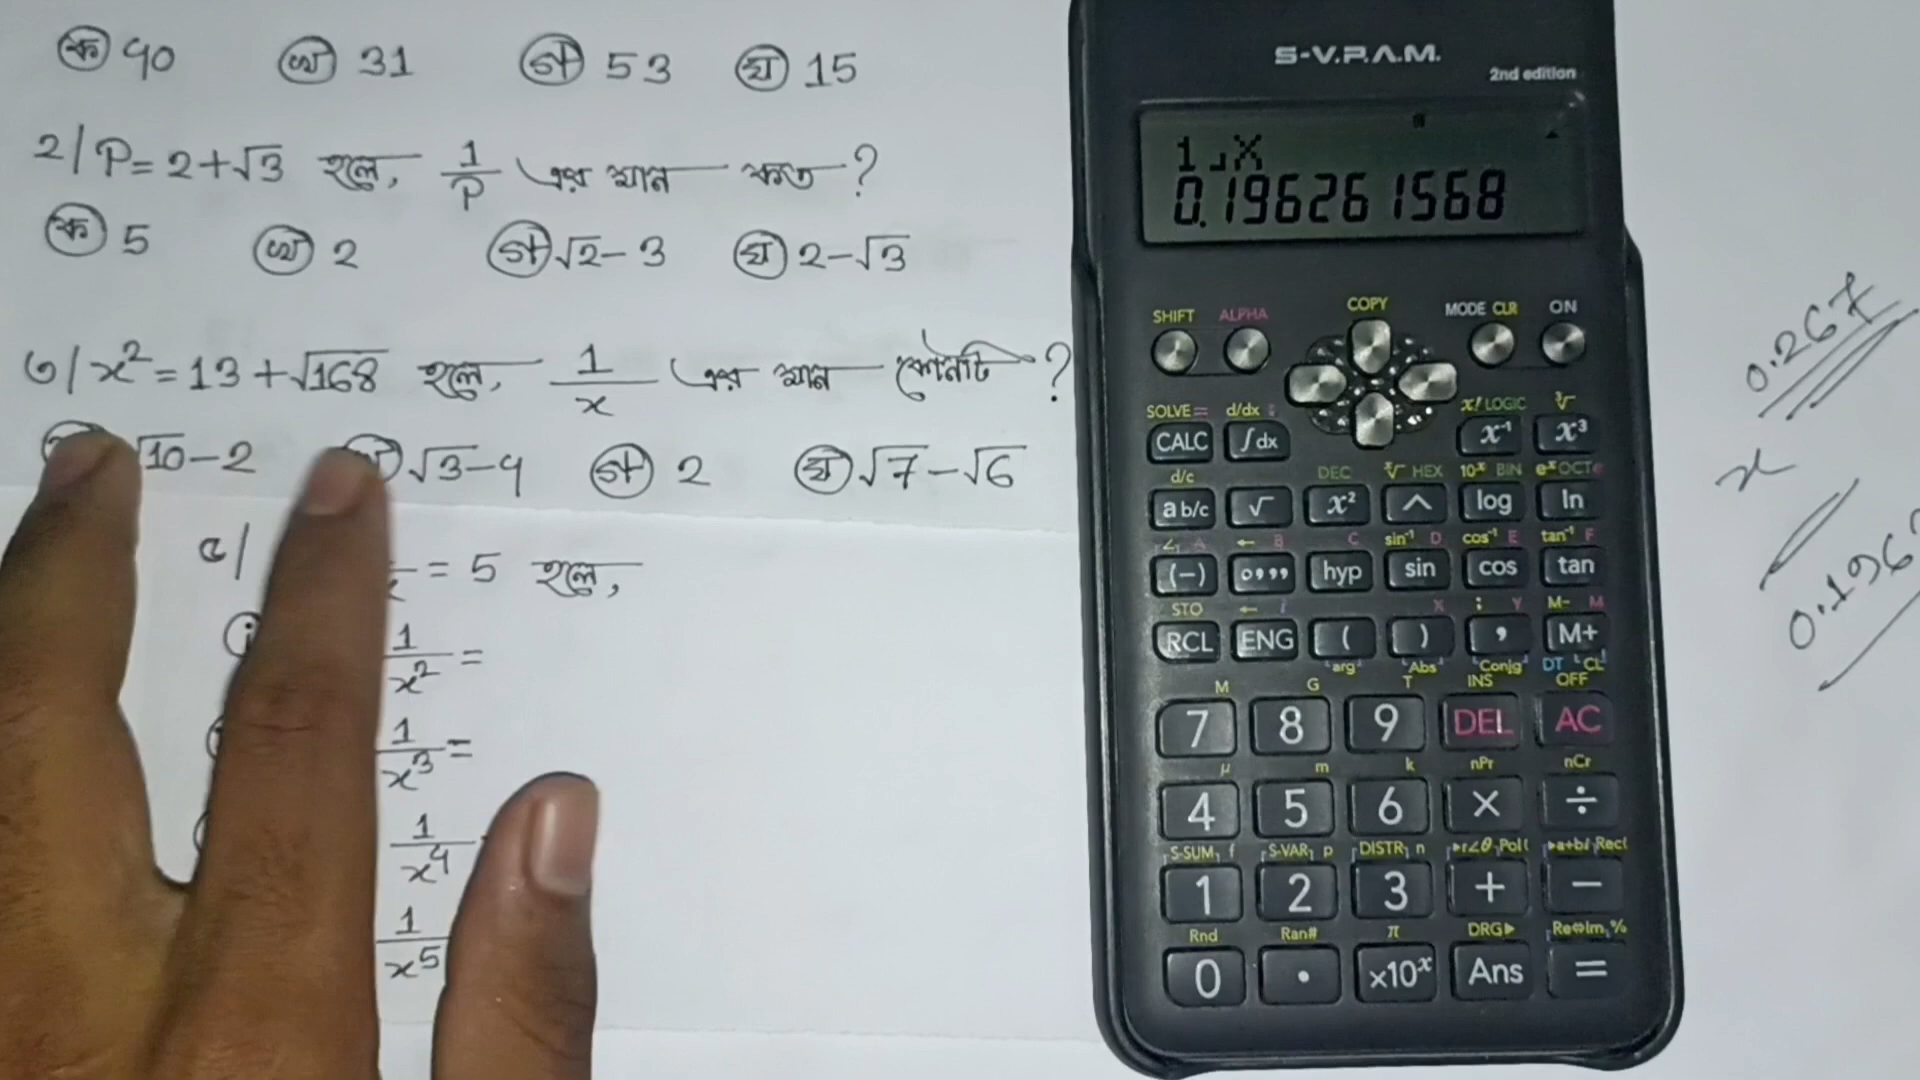 ক 40 খ 31 গ 53 ঘ 15
2/ P = 2+√3 হলে, 1/P এর মান কত ?
ক 5 খ 2 গ √2-3 ঘ 2-√3
৩/ x² = 13+√168 হলে, 1/x এর মান কোনটি ?
√10-2 √3-4 গ 2 ঘ √7-√6
৫/ = 5 হলে,
1/x² =
1/x³ =
1/x⁴
1/x⁵
S-V.P.A.M.
2nd edition
1⌟X
0.196261568
COPY
SHIFT ALPHA MODE CLR ON
SOLVE = d/dx : x! LOGIC ³√
CALC ∫dx x⁻¹ x³
d/c DEC ˣ√ HEX 10ˣ BIN eˣ OCT e
a b/c √ x² ^ log ln
∠ A ← B C sin⁻¹ D cos⁻¹ E tan⁻¹ F
(−) °,,, hyp sin cos tan
STO ← i X ; Y M- M
RCL ENG ( ) , M+
arg Abs Conjg DT CL
M G T INS OFF
7 8 9 DEL AC
μ m k nPr nCr
4 5 6 × ÷
S-SUM f S-VAR p DISTR n ▸r∠θ Pol( ▸a+bi Rec(
1 2 3 + −
Rnd Ran# π DRG▸ Re⇔Im %
0 • ×10ˣ Ans =
0.267
x
0.196